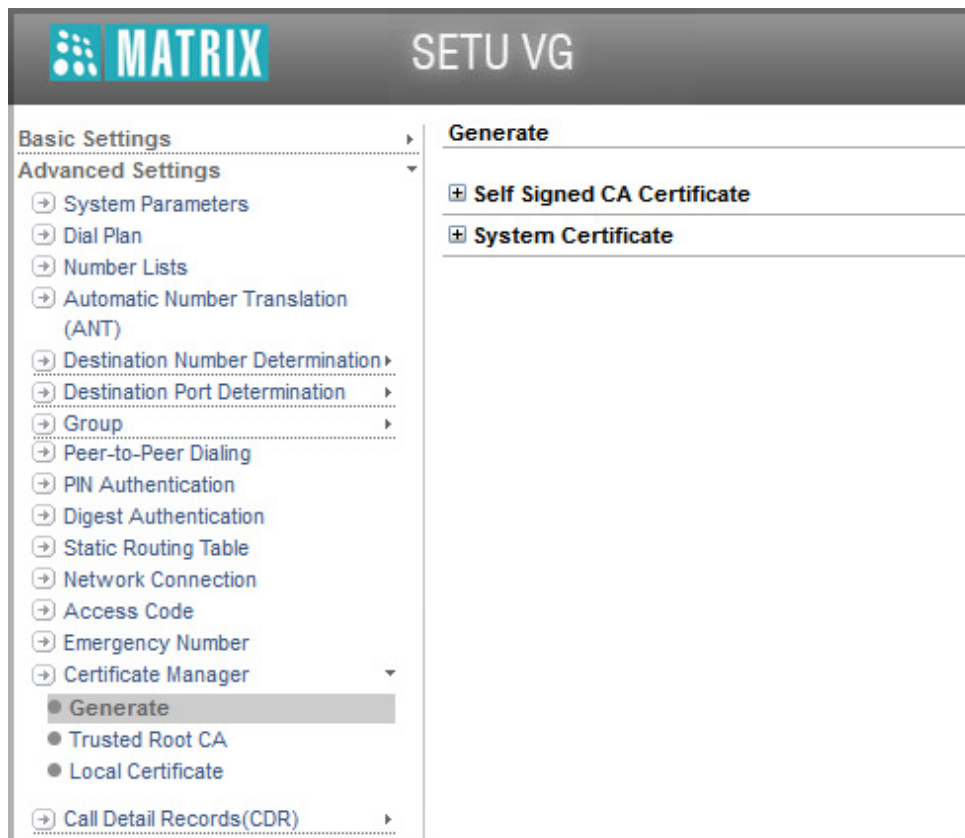 MATRIX
SETU VG
Basic Settings
Advanced Settings
System Parameters
Dial Plan
Number Lists
Automatic Number Translation
(ANT)
Destination Number Determination
Destination Port Determination
Group
Peer-to-Peer Dialing
PIN Authentication
Digest Authentication
Static Routing Table
Network Connection
Access Code
Emergency Number
Certificate Manager
Generate
Trusted Root CA
Local Certificate
Call Detail Records(CDR)
Generate
Self Signed CA Certificate
System Certificate